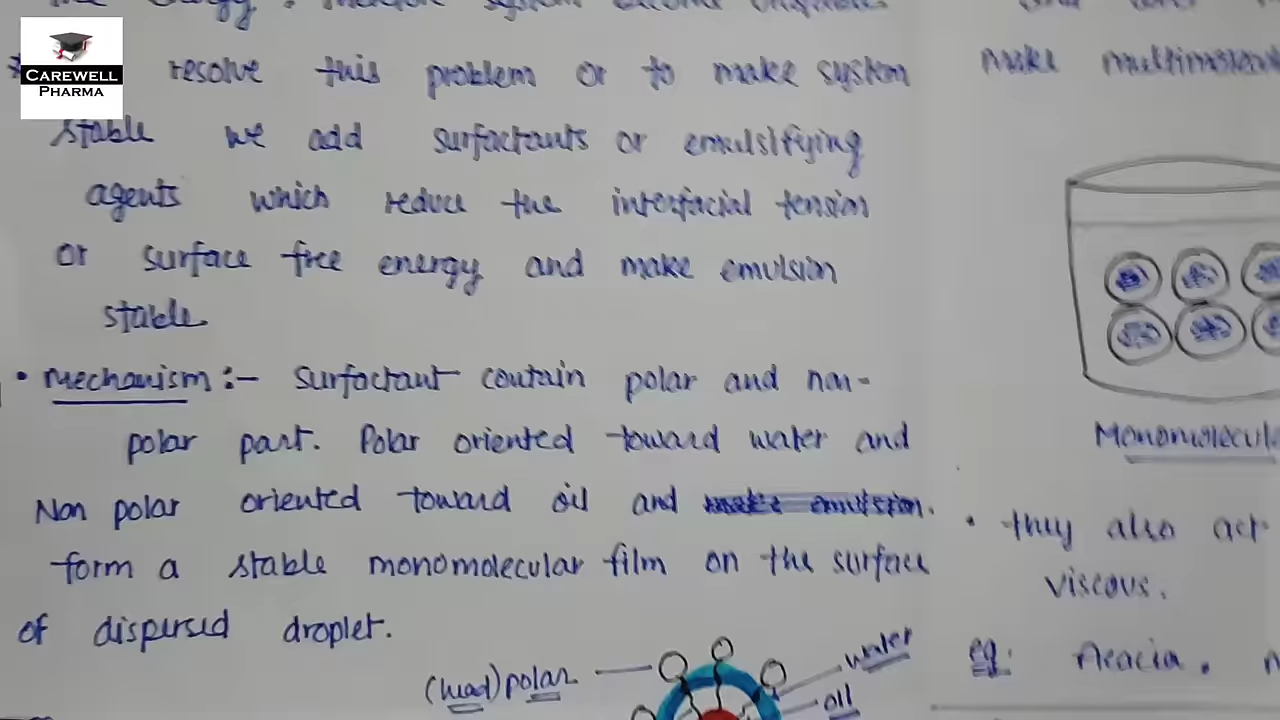 CAREWELL
PHARMA
resolve this problem or to make system
stable we add surfactants or emulsifying
agents which reduce the interfacial tension
or surface free energy and make emulsion
stable
• Mechanism :- Surfactant contain polar and non-
polar part. Polar oriented toward water and
Non polar oriented toward oil and make emulsion.
form a stable monomolecular film on the surface
of dispersed droplet.
(head) polar
water
oil
make
• they also act
viscous.
eg: Acacia.